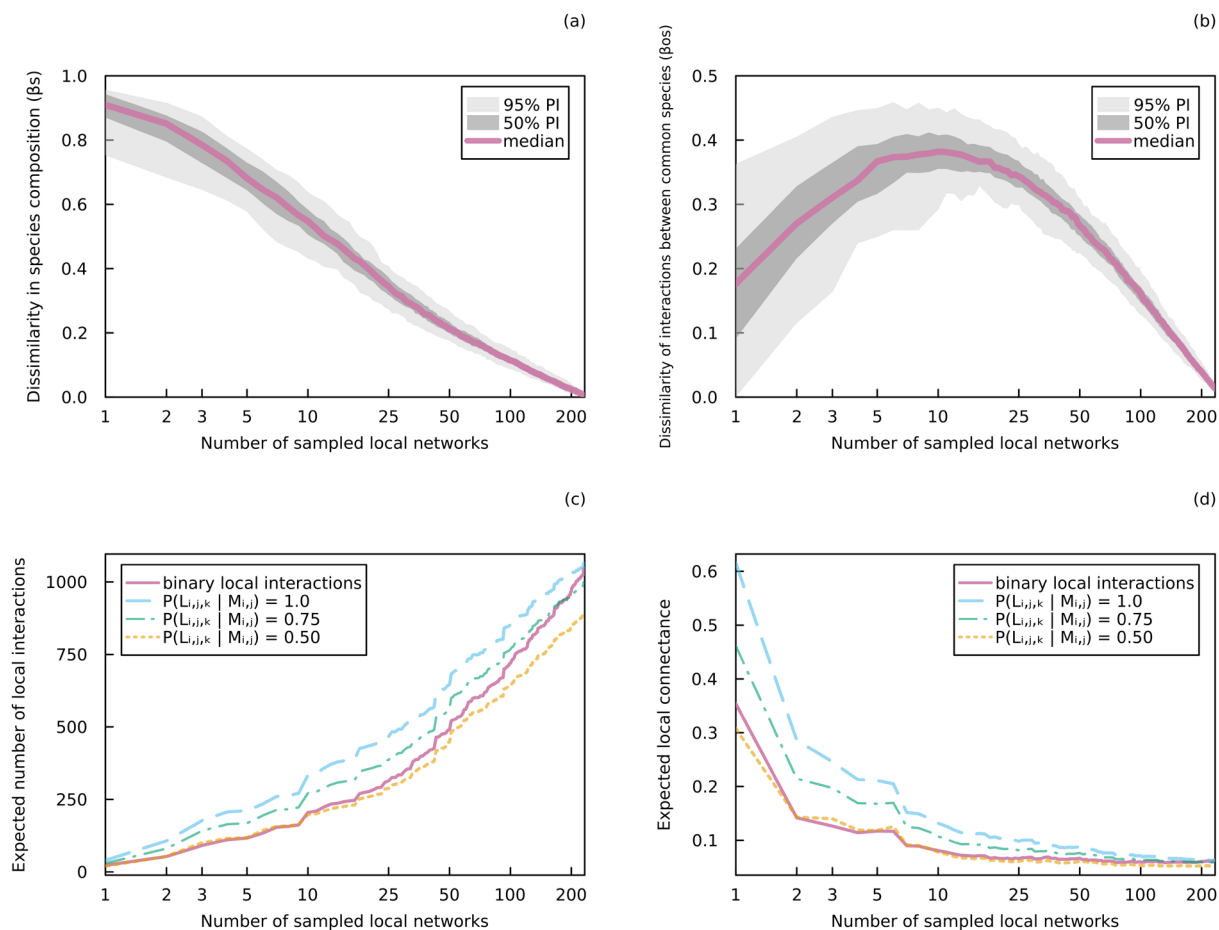 (a)
Dissimilarity in species composition (βs)
1.0
0.8
0.6
0.4
0.2
0.0
95% PI
50% PI
median
1 2 3 5 10 25 50 100 200
Number of sampled local networks
(b)
Dissimilarity of interactions between common species (βos)
0.5
0.4
0.3
0.2
0.1
0.0
95% PI
50% PI
median
1 2 3 5 10 25 50 100 200
Number of sampled local networks
(c)
Expected number of local interactions
1000
750
500
250
0
binary local interactions
P(Lᵢ,ⱼ,ₖ | Mᵢ,ⱼ) = 1.0
P(Lᵢ,ⱼ,ₖ | Mᵢ,ⱼ) = 0.75
P(Lᵢ,ⱼ,ₖ | Mᵢ,ⱼ) = 0.50
1 2 3 5 10 25 50 100 200
Number of sampled local networks
(d)
Expected local connectance
0.6
0.5
0.4
0.3
0.2
0.1
binary local interactions
P(Lᵢ,ⱼ,ₖ | Mᵢ,ⱼ) = 1.0
P(Lᵢ,ⱼ,ₖ | Mᵢ,ⱼ) = 0.75
P(Lᵢ,ⱼ,ₖ | Mᵢ,ⱼ) = 0.50
1 2 3 5 10 25 50 100 200
Number of sampled local networks